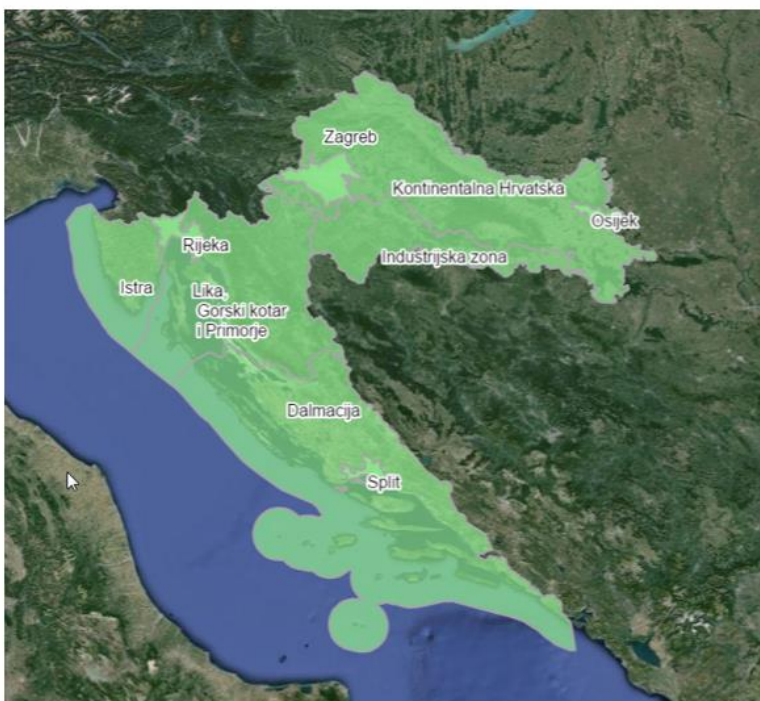 Zagreb
Kontinentalna Hrvatska
Osijek
Rijeka
Industrijska zona
Istra
Lika,
Gorski kotar
i Primorje
Dalmacija
Split